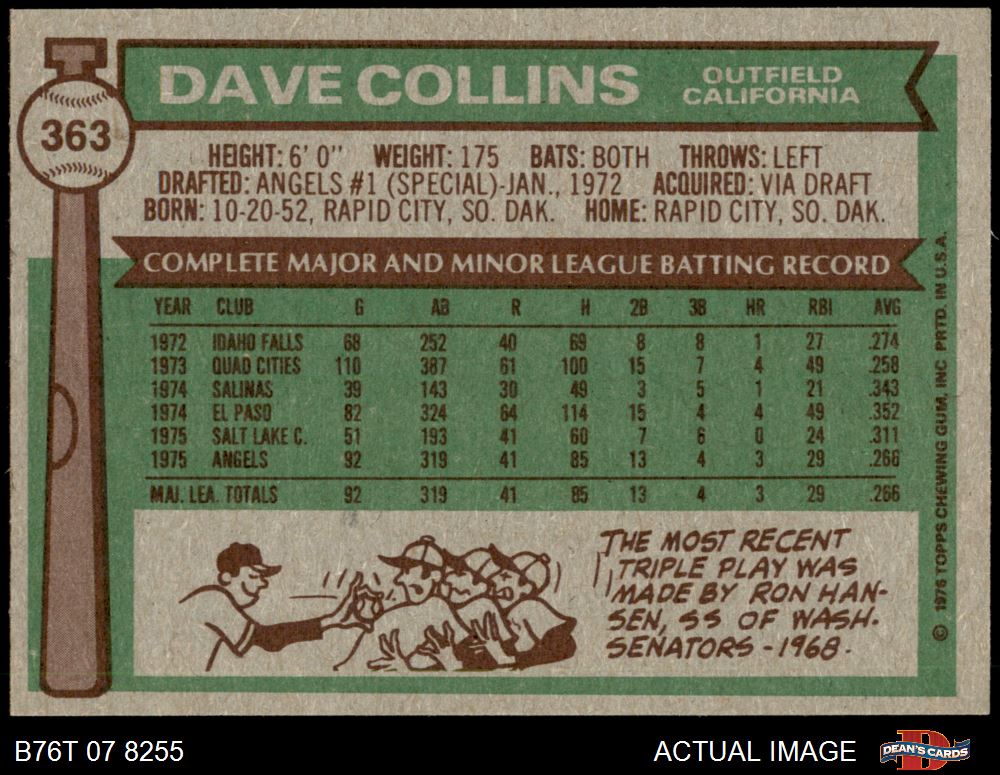 DAVE COLLINS
OUTFIELD
CALIFORNIA
363
HEIGHT: 6' 0" WEIGHT: 175 BATS: BOTH THROWS: LEFT
DRAFTED: ANGELS #1 (SPECIAL)-JAN., 1972 ACQUIRED: VIA DRAFT
BORN: 10-20-52, RAPID CITY, SO. DAK. HOME: RAPID CITY, SO. DAK.
COMPLETE MAJOR AND MINOR LEAGUE BATTING RECORD
YEAR CLUB G AB R H 2B 3B HR RBI AVG
1972 IDAHO FALLS 68 252 40 69 8 8 1 27 .274
1973 QUAD CITIES 110 387 61 100 15 7 4 49 .258
1974 SALINAS 39 143 30 49 3 5 1 21 .343
1974 EL PASO 82 324 64 114 15 4 4 49 .352
1975 SALT LAKE C. 51 193 41 60 7 6 0 24 .311
1975 ANGELS 92 319 41 85 13 4 3 29 .266
MAJ. LEA. TOTALS 92 319 41 85 13 4 3 29 .266
THE MOST RECENT
TRIPLE PLAY WAS
MADE BY RON HAN-
SEN, SS OF WASH.
SENATORS - 1968.
© 1976 TOPPS CHEWING GUM, INC PRTD. IN U.S.A.
B76T 07 8255
ACTUAL IMAGE
DEAN'S CARDS